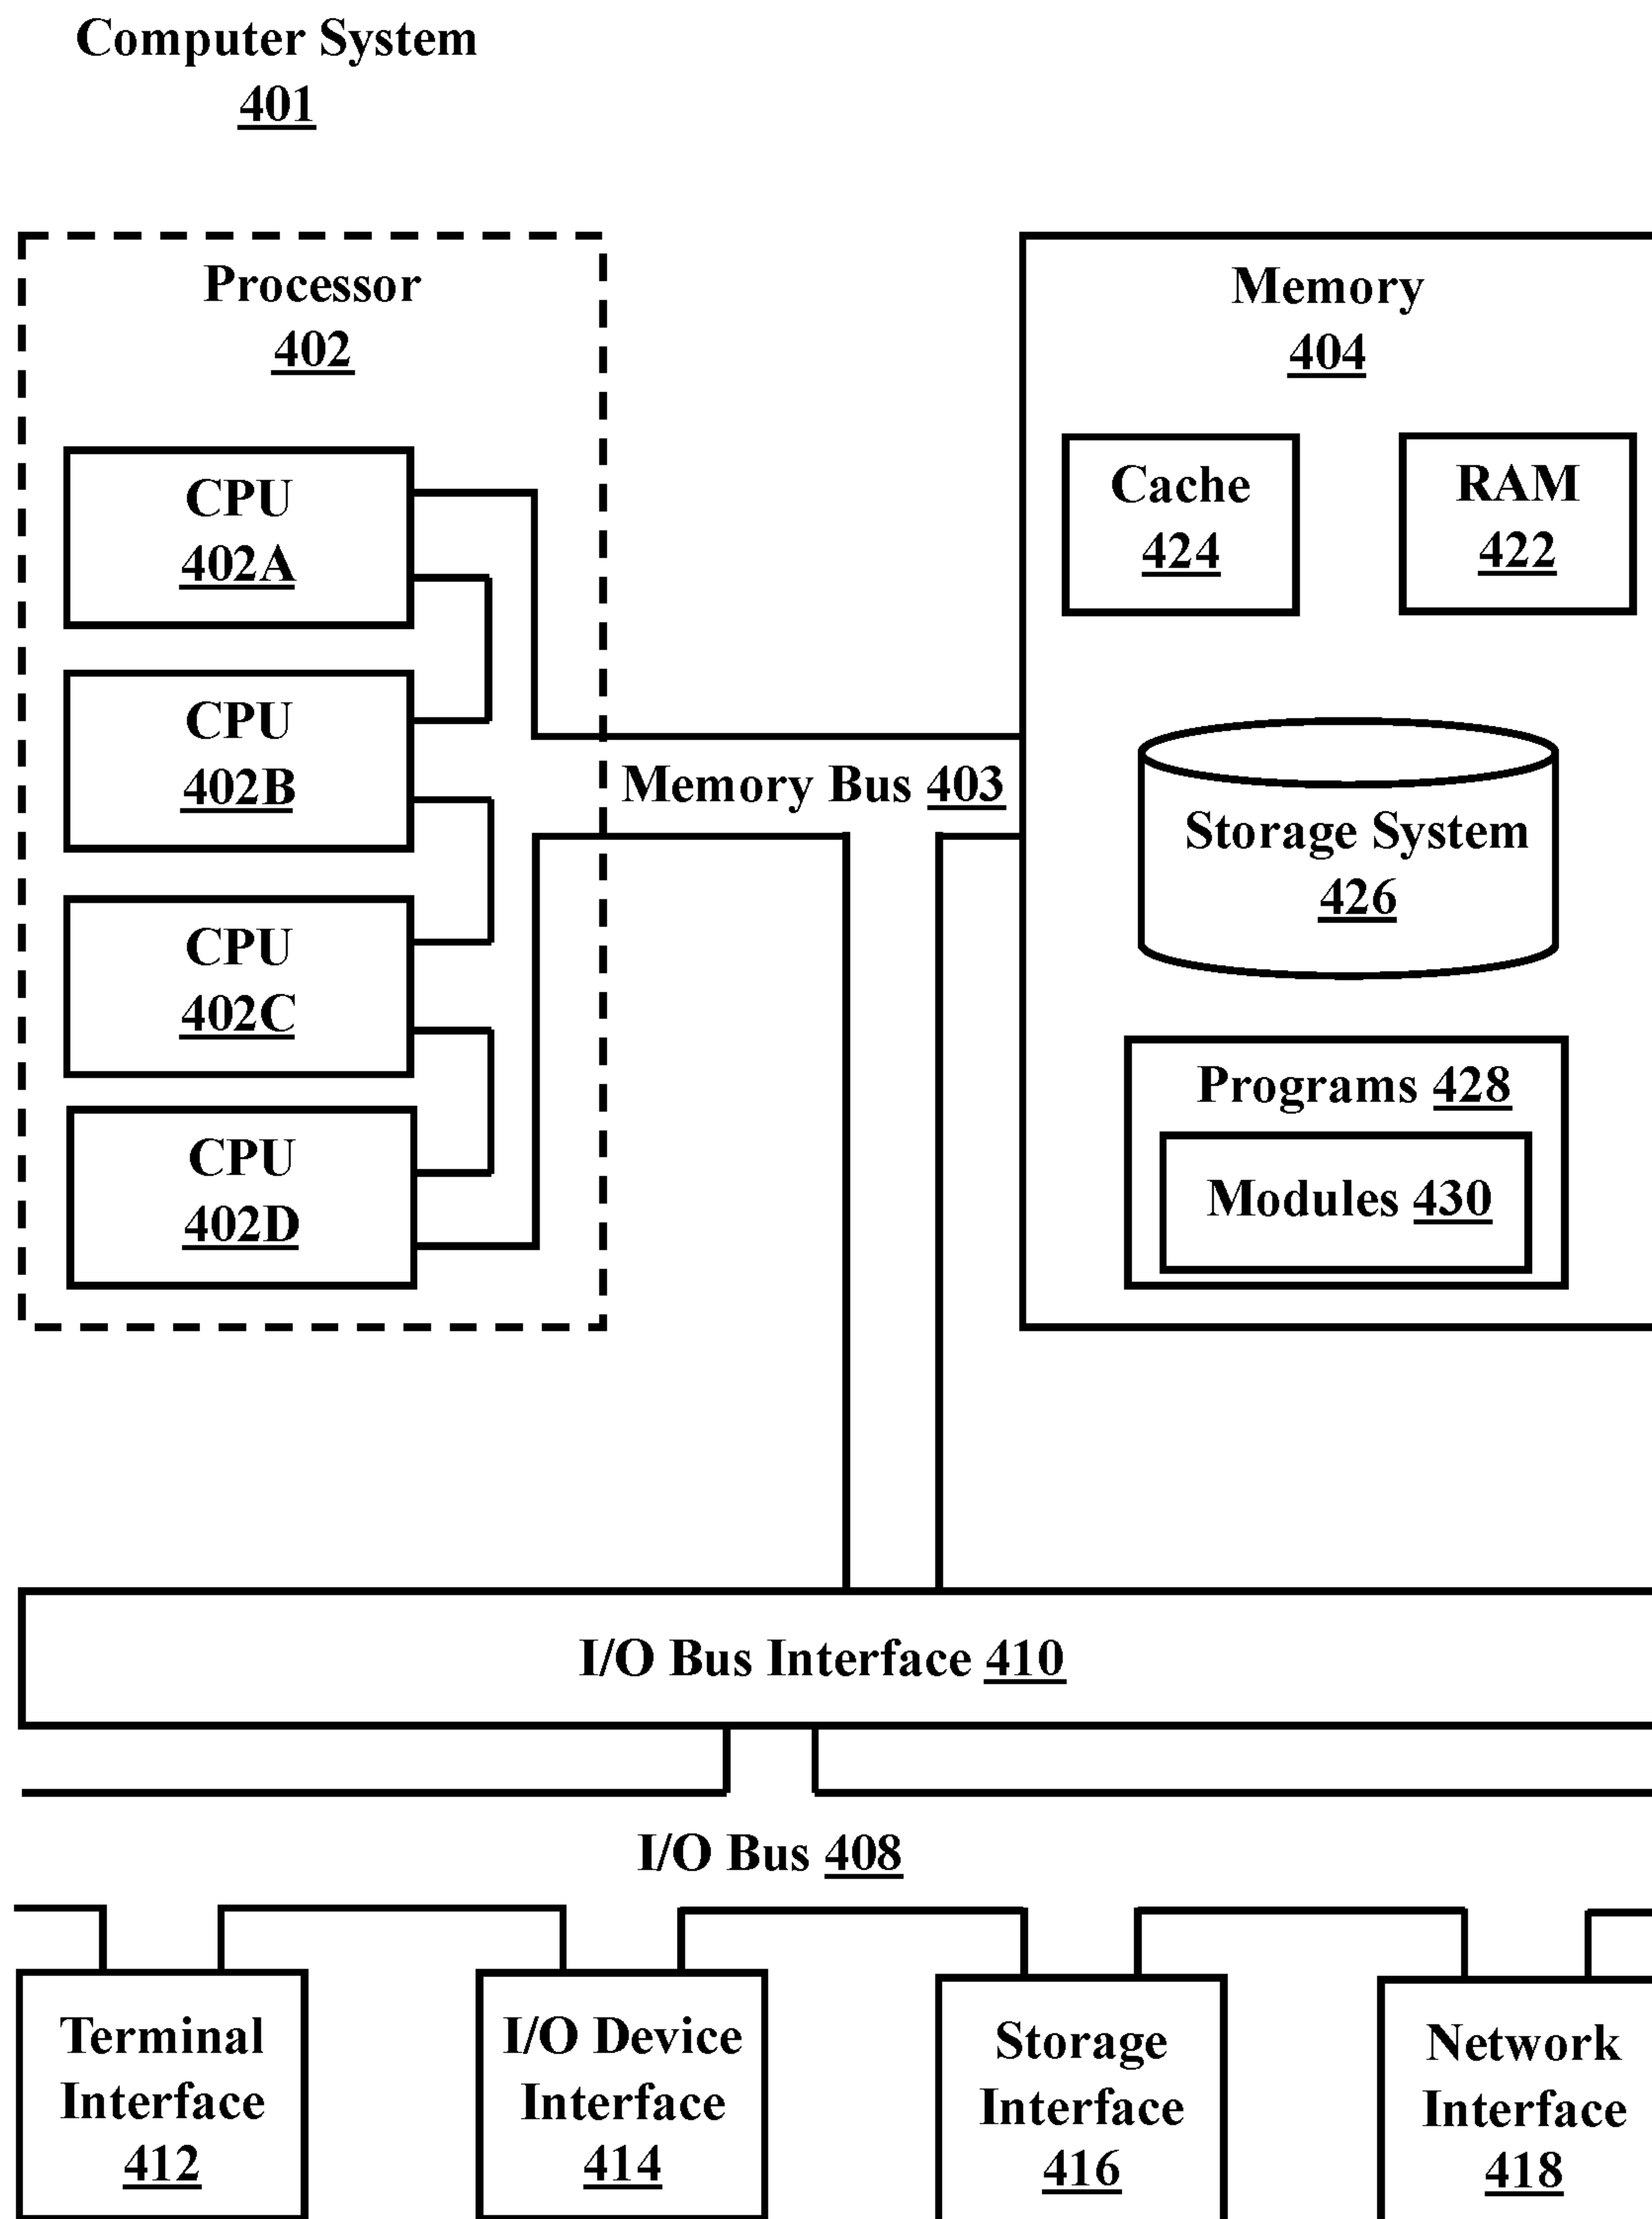 Computer System
401
Processor
402
CPU
402A
CPU
402B
CPU
402C
CPU
402D
Memory Bus 403
Memory
404
Cache
424
RAM
422
Storage System
426
Programs 428
Modules 430
I/O Bus Interface 410
I/O Bus 408
Terminal
Interface
412
I/O Device
Interface
414
Storage
Interface
416
Network
Interface
418